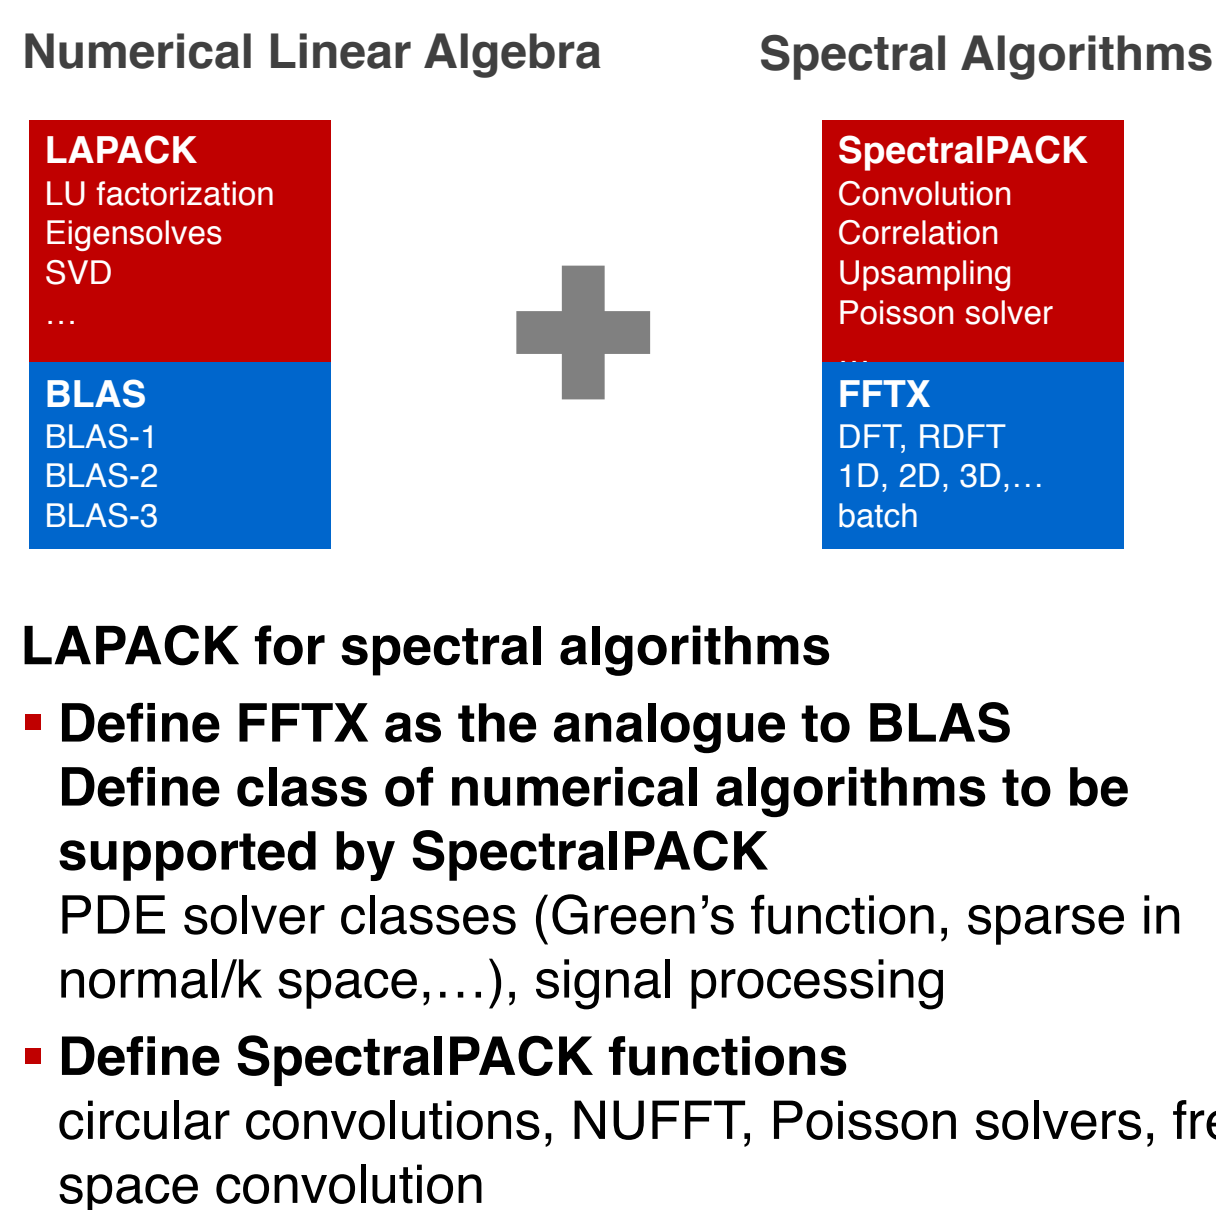 Numerical Linear Algebra
Spectral Algorithms
LAPACK
LU factorization
Eigensolves
SVD
…
BLAS
BLAS-1
BLAS-2
BLAS-3
SpectralPACK
Convolution
Correlation
Upsampling
Poisson solver
…
FFTX
DFT, RDFT
1D, 2D, 3D,…
batch
LAPACK for spectral algorithms
Define FFTX as the analogue to BLAS
Define class of numerical algorithms to be
supported by SpectralPACK
PDE solver classes (Green’s function, sparse in
normal/k space,…), signal processing
Define SpectralPACK functions
circular convolutions, NUFFT, Poisson solvers,
space convolution